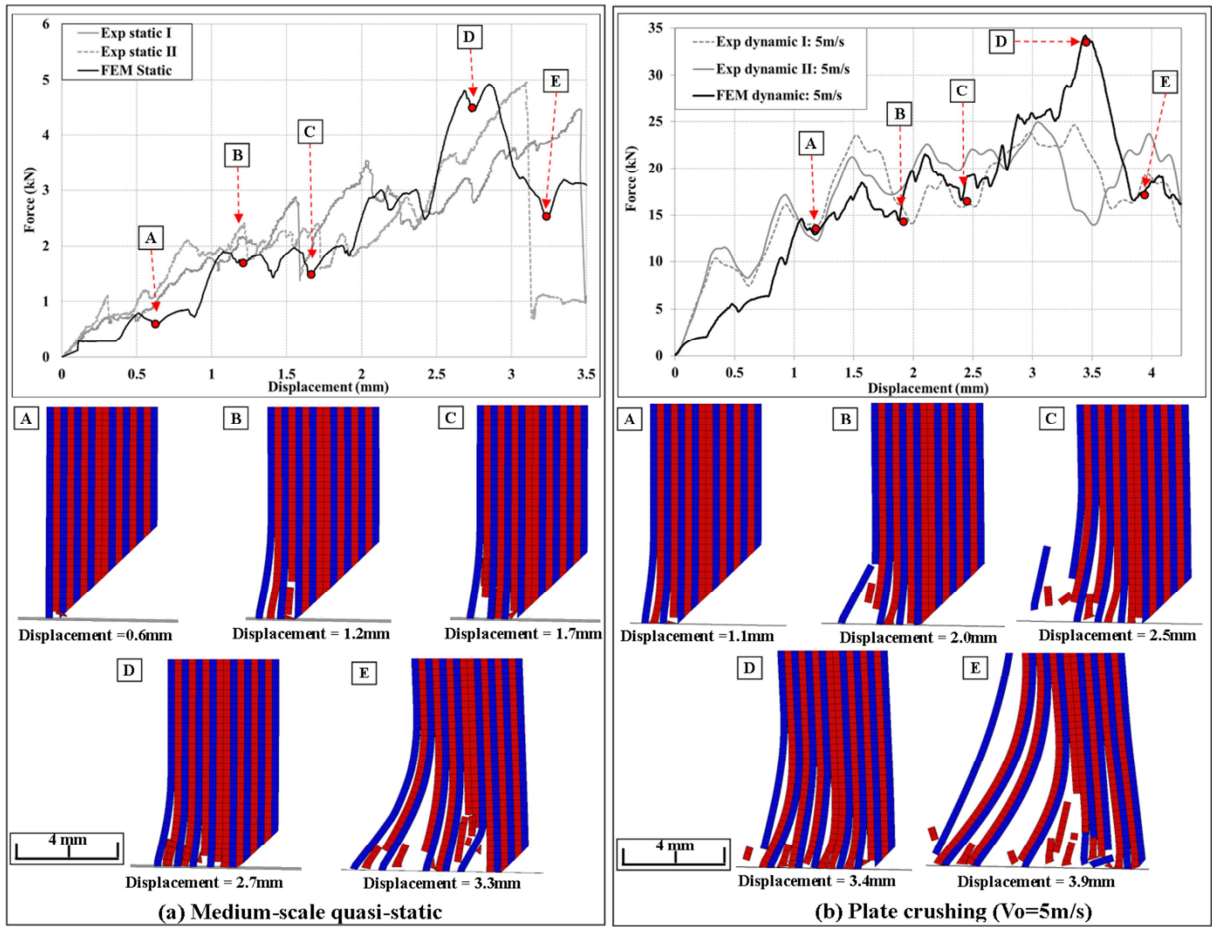 Exp static I
Exp static II
FEM Static
Force (kN)
6
5
4
3
2
1
0
0
0.5
1
1.5
2
2.5
3
3.5
Displacement (mm)
A
B
C
D
E
A
B
C
Displacement =0.6mm
Displacement = 1.2mm
Displacement = 1.7mm
D
E
4 mm
Displacement = 2.7mm
Displacement = 3.3mm
(a) Medium-scale quasi-static
Exp dynamic I: 5m/s
Exp dynamic II: 5m/s
FEM dynamic: 5m/s
Force (kN)
35
30
25
20
15
10
5
0
0
0.5
1
1.5
2
2.5
3
3.5
4
Displacement (mm)
A
B
C
D
E
A
B
C
Displacement =1.1mm
Displacement = 2.0mm
Displacement = 2.5mm
D
E
4 mm
Displacement = 3.4mm
Displacement = 3.9mm
(b) Plate crushing (Vo=5m/s)